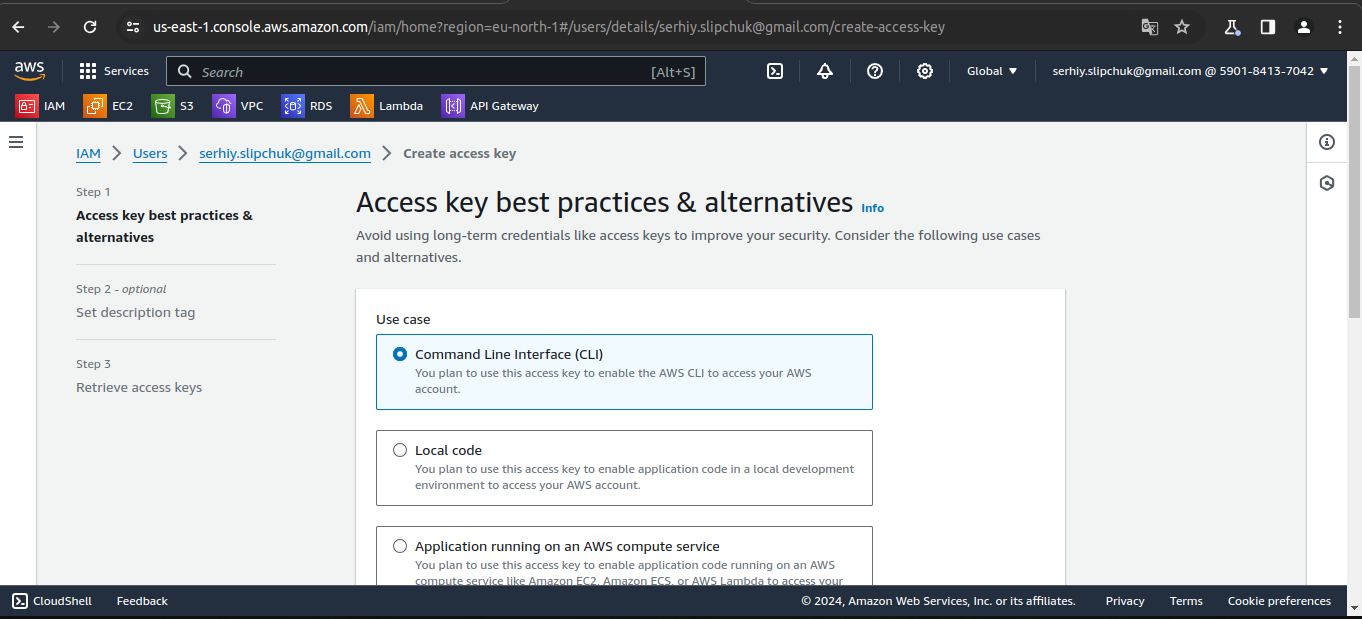 us-east-1.console.aws.amazon.com/iam/home?region=eu-north-1#/users/details/serhiy.slipchuk@gmail.com/create-access-key
aws Services Search [Alt+S] Global serhiy.slipchuk@gmail.com @ 5901-8413-7042
IAM EC2 S3 VPC RDS Lambda API Gateway
IAM Users serhiy.slipchuk@gmail.com Create access key
Step 1
Access key best practices &
alternatives
Step 2 - optional
Set description tag
Step 3
Retrieve access keys
Access key best practices & alternatives Info
Avoid using long-term credentials like access keys to improve your security. Consider the following use cases
and alternatives.
Use case
Command Line Interface (CLI)
You plan to use this access key to enable the AWS CLI to access your AWS
account.
Local code
You plan to use this access key to enable application code in a local development
environment to access your AWS account.
Application running on an AWS compute service
You plan to use this access key to enable application code running on an AWS
compute service like Amazon EC2, Amazon ECS, or AWS Lambda to access your
CloudShell Feedback © 2024, Amazon Web Services, Inc. or its affiliates. Privacy Terms Cookie preferences